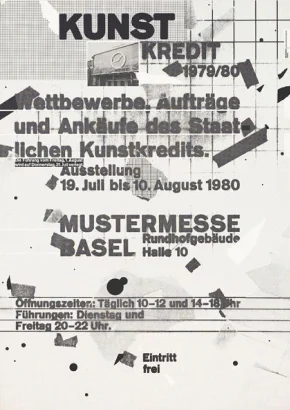 KUNST
KREDIT
1979/80
Wettbewerbe, Aufträge
und Ankäufe des Staat-
lichen Kunstkredits.
Ausstellung
19. Juli bis 10. August 1980
MUSTERMESSE
BASEL Rundhofgebäude
Halle 10
Öffnungszeiten: Täglich 10-12 und 14-18 Uhr
Führungen: Dienstag und
Freitag 20-22 Uhr.
Eintritt
frei